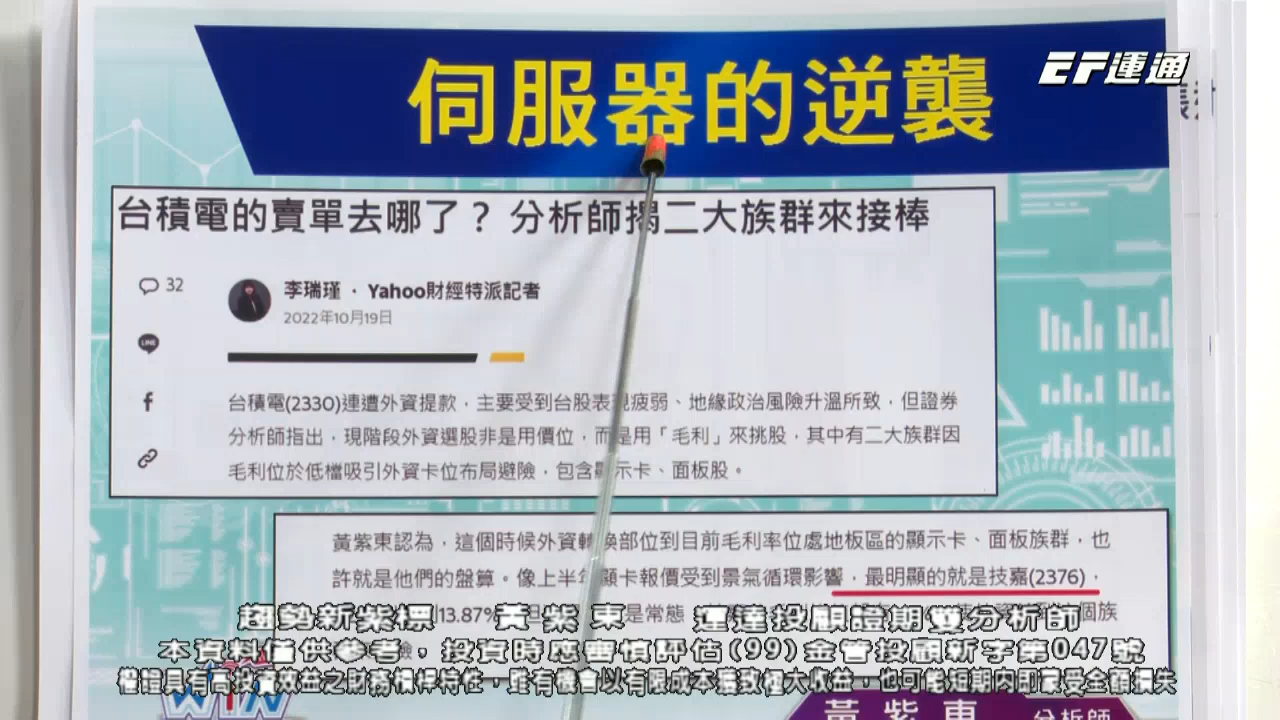 伺服器的逆襲
EF運通
台積電的賣單去哪了？ 分析師揭二大族群來接棒
32
李瑞瑾 · Yahoo財經特派記者
2022年10月19日
LINE
台積電(2330)連遭外資提款，主要受到台股表現疲弱、地緣政治風險升溫所致，但證券
分析師指出，現階段外資選股非是用價位，而是用「毛利」來挑股，其中有二大族群因
毛利位於低檔吸引外資卡位布局避險，包含顯示卡、面板股。
黃紫東認為，這個時候外資轉換部位到目前毛利率位處地板區的顯示卡、面板族群，也
許就是他們的盤算。像上半年顯卡報價受到景氣循環影響，最明顯的就是技嘉(2376)，
13.87%
是常態
個族
趨勢新紫標 黃紫東 運達投顧證期雙分析師
本資料僅供參考，投資時應審慎評估(99)金管投顧新字第047號
權證具有高投資效益之財務槓桿特性，雖有機會以有限成本獲致極大收益，也可能短期內即蒙受全額損失
WIN
黃紫東 分析師